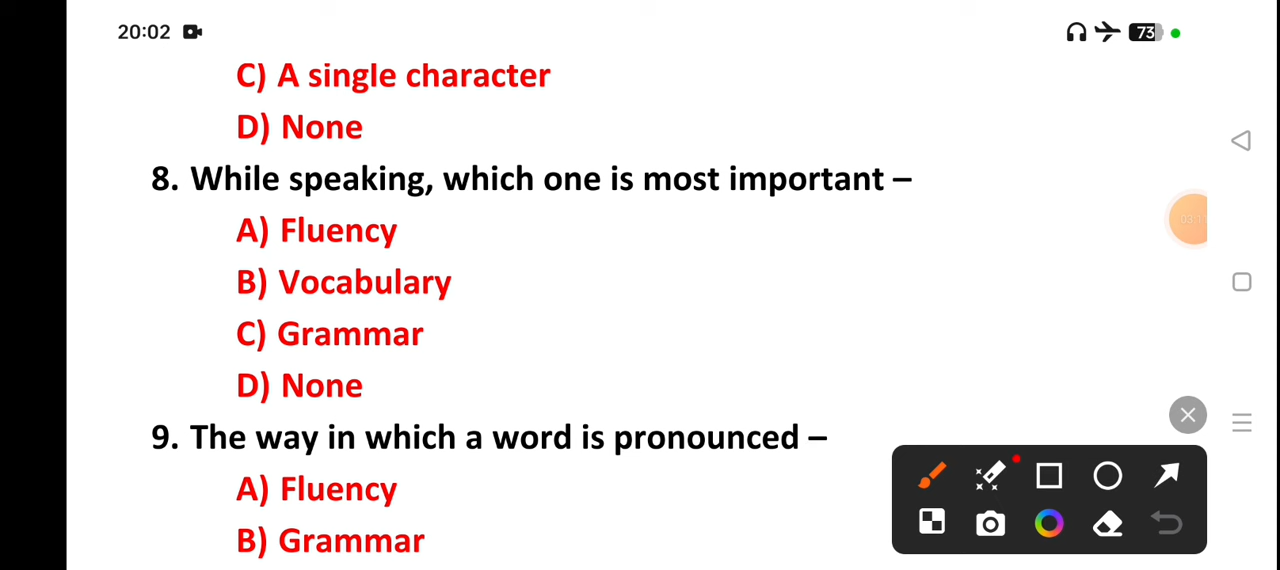 20:02
73
C) A single character
D) None
8. While speaking, which one is most important –
A) Fluency
B) Vocabulary
C) Grammar
D) None
9. The way in which a word is pronounced –
A) Fluency
B) Grammar